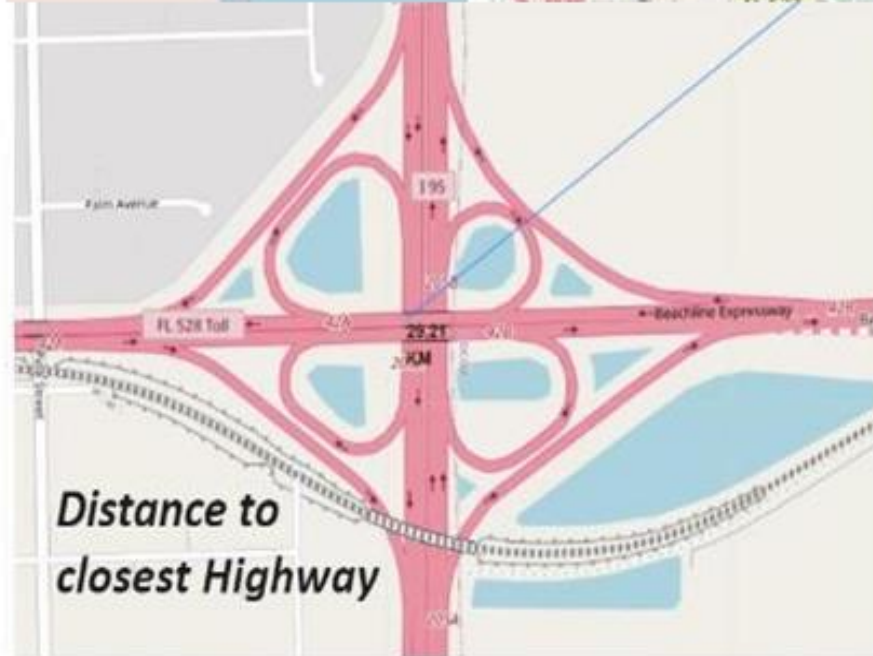 I 95
Palm Avenue
FL 528 Toll
Beachline Expressway
29.21
KM
Distance to
closest Highway